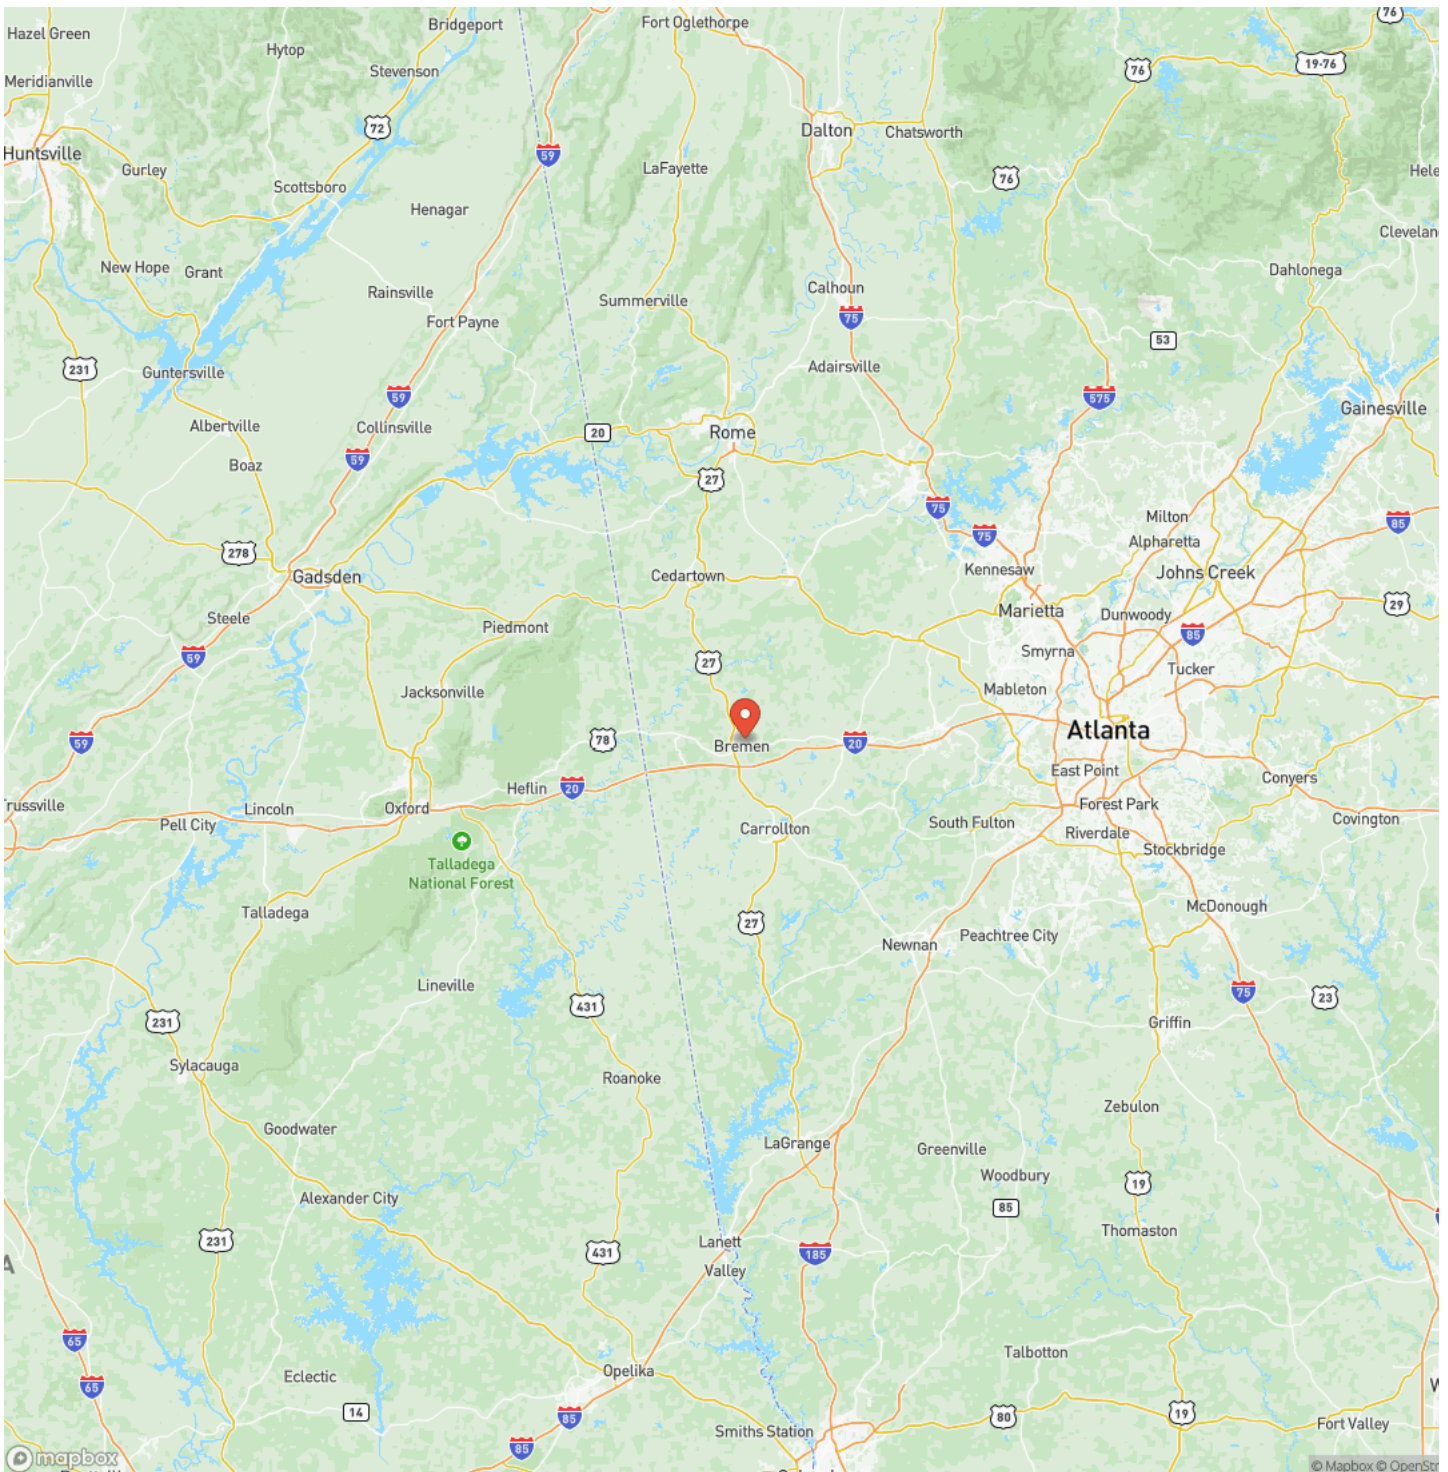 Bridgeport
Fort Oglethorpe
76
Hazel Green
Hytop
19-76
Stevenson
76
Meridianville
72
Dalton
Chatsworth
Huntsville
59
Gurley
LaFayette
76
Scottsboro
Henagar
New Hope
Grant
Dahlonega
Rainsville
Calhoun
Summerville
Fort Payne
75
53
231
Guntersville
Adairsville
59
575
Gainesville
Albertville
Collinsville
20
Rome
59
Boaz
27
75
Milton
85
75
Alpharetta
278
Kennesaw
Johns Creek
Gadsden
Cedartown
29
Marietta
Dunwoody
Steele
Piedmont
85
Smyrna
59
27
Tucker
Jacksonville
Mableton
Atlanta
59
78
Bremen
20
East Point
Conyers
Heflin
20
Lincoln
Oxford
Forest Park
Pell City
Carrollton
South Fulton
Riverdale
Covington
Stockbridge
Talladega
National Forest
Talladega
McDonough
27
Newnan
Peachtree City
Lineville
75
23
431
231
Griffin
Sylacauga
Roanoke
Zebulon
Goodwater
LaGrange
Greenville
Woodbury
19
Alexander City
85
Thomaston
231
Lanett
431
185
Valley
65
Talbotton
Opelika
Eclectic
65
14
85
80
19
Fort Valley
Smiths Station
85
mapbox
© Mapbox © OpenStr